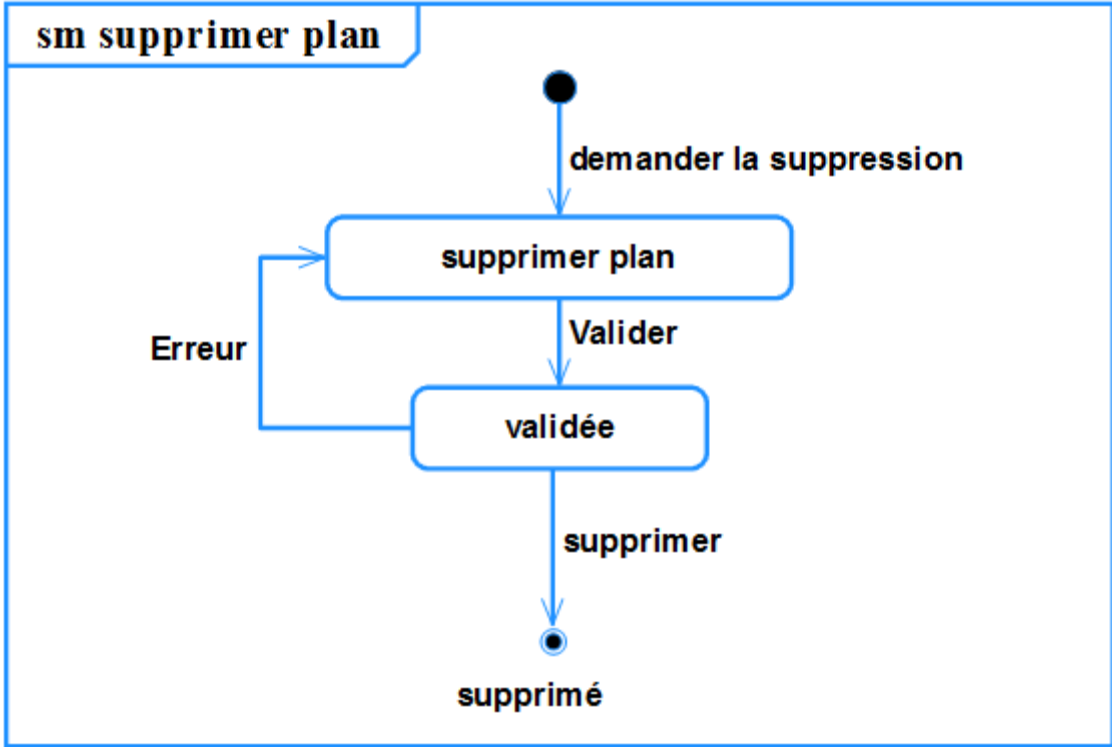 sm supprimer plan
demander la suppression
supprimer plan
Valider
Erreur
validée
supprimer
supprimé